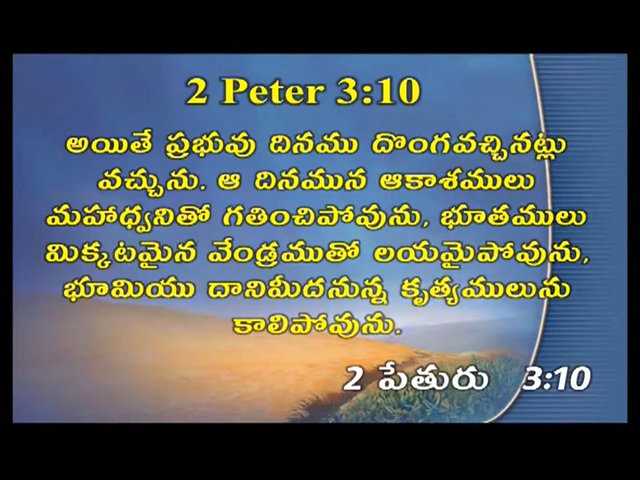 2 Peter 3:10
అయితే ప్రభువు దినము దొంగవచ్చినట్లు
వచ్చును. ఆ దినమున ఆకాశములు
మహాధ్వనితో గతించిపోవును, భూతములు
మిక్కటమైన వేండ్రముతో లయమైపోవును,
భూమియు దానిమీదనున్న కృత్యములును
కాలిపోవును.
2 పేతురు 3:10